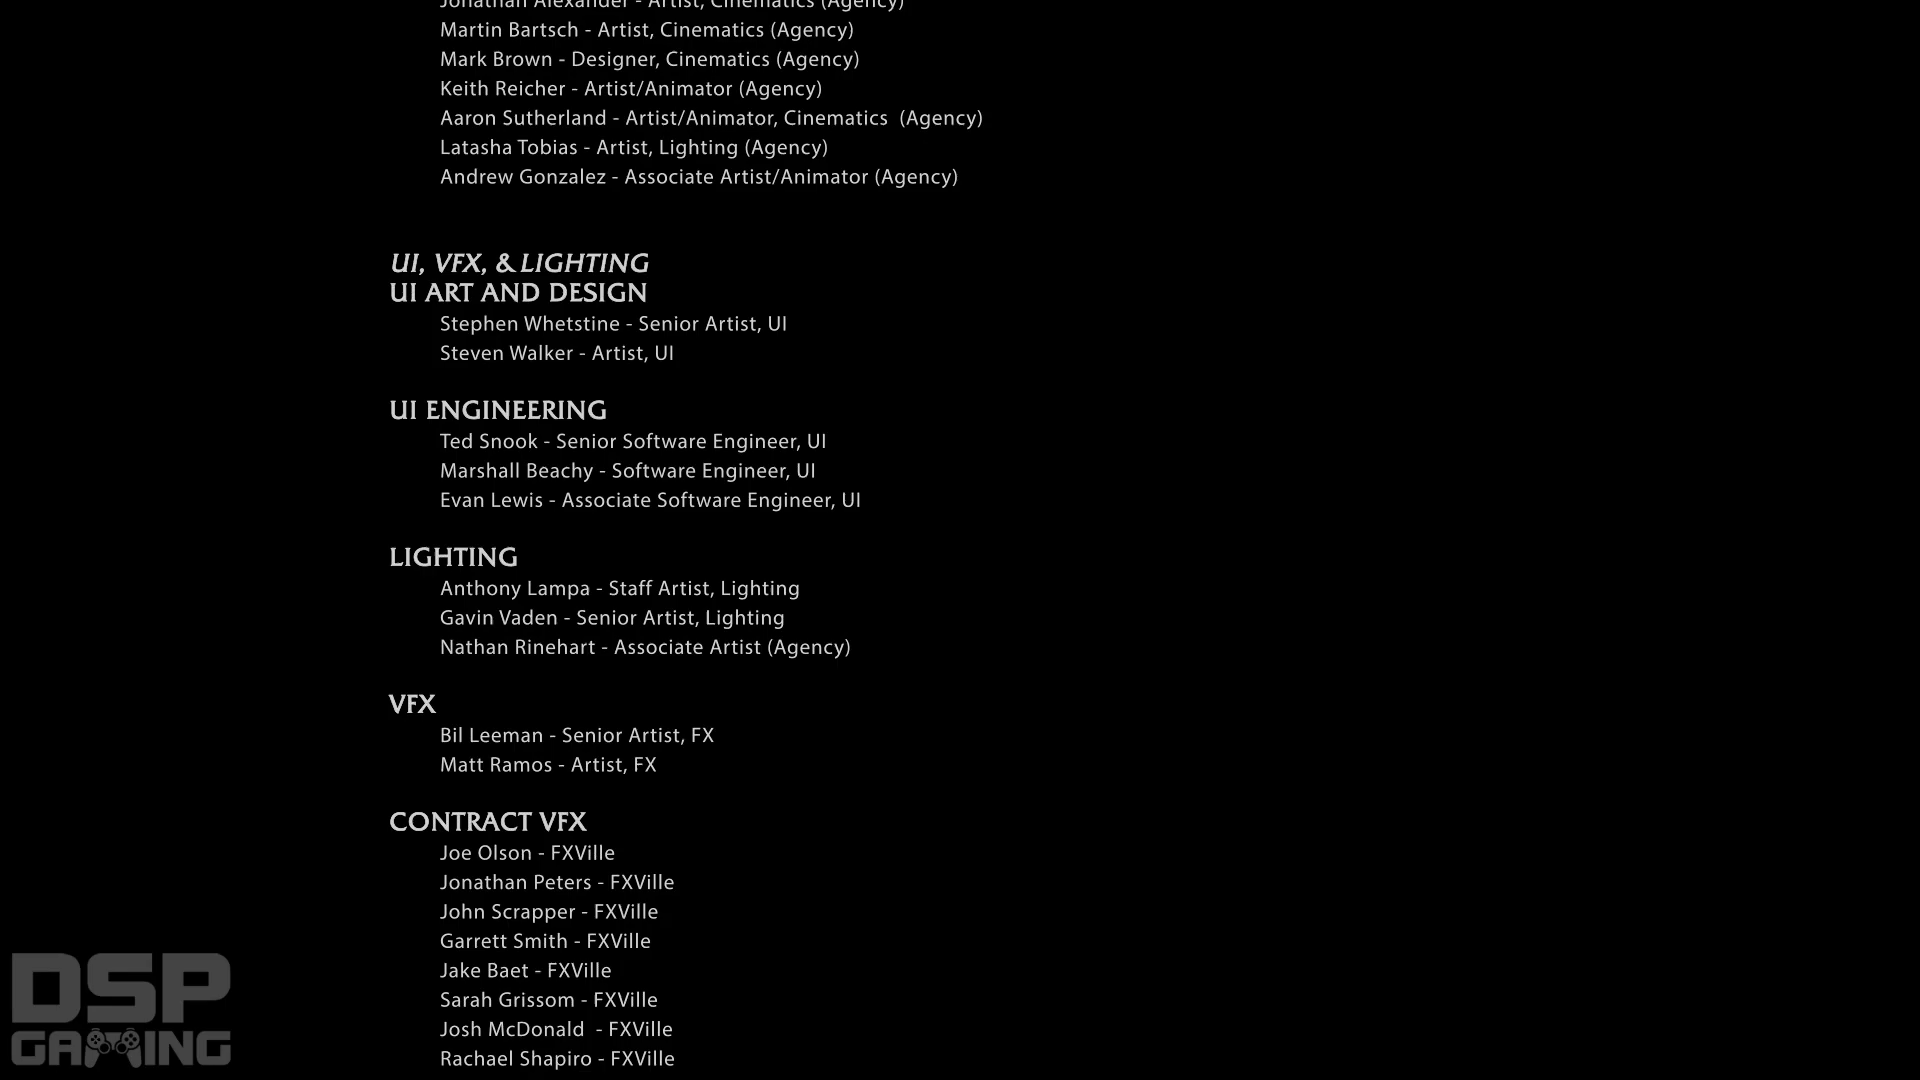 Jonathan Alexander - Artist, Cinematics (Agency)
Martin Bartsch - Artist, Cinematics (Agency)
Mark Brown - Designer, Cinematics (Agency)
Keith Reicher - Artist/Animator (Agency)
Aaron Sutherland - Artist/Animator, Cinematics  (Agency)
Latasha Tobias - Artist, Lighting (Agency)
Andrew Gonzalez - Associate Artist/Animator (Agency)
UI, VFX, & LIGHTING
UI ART AND DESIGN
Stephen Whetstine - Senior Artist, UI
Steven Walker - Artist, UI
UI ENGINEERING
Ted Snook - Senior Software Engineer, UI
Marshall Beachy - Software Engineer, UI
Evan Lewis - Associate Software Engineer, UI
LIGHTING
Anthony Lampa - Staff Artist, Lighting
Gavin Vaden - Senior Artist, Lighting
Nathan Rinehart - Associate Artist (Agency)
VFX
Bil Leeman - Senior Artist, FX
Matt Ramos - Artist, FX
CONTRACT VFX
Joe Olson - FXVille
Jonathan Peters - FXVille
John Scrapper - FXVille
Garrett Smith - FXVille
Jake Baet - FXVille
Sarah Grissom - FXVille
Josh McDonald  - FXVille
Rachael Shapiro - FXVille
DSP
GAMING